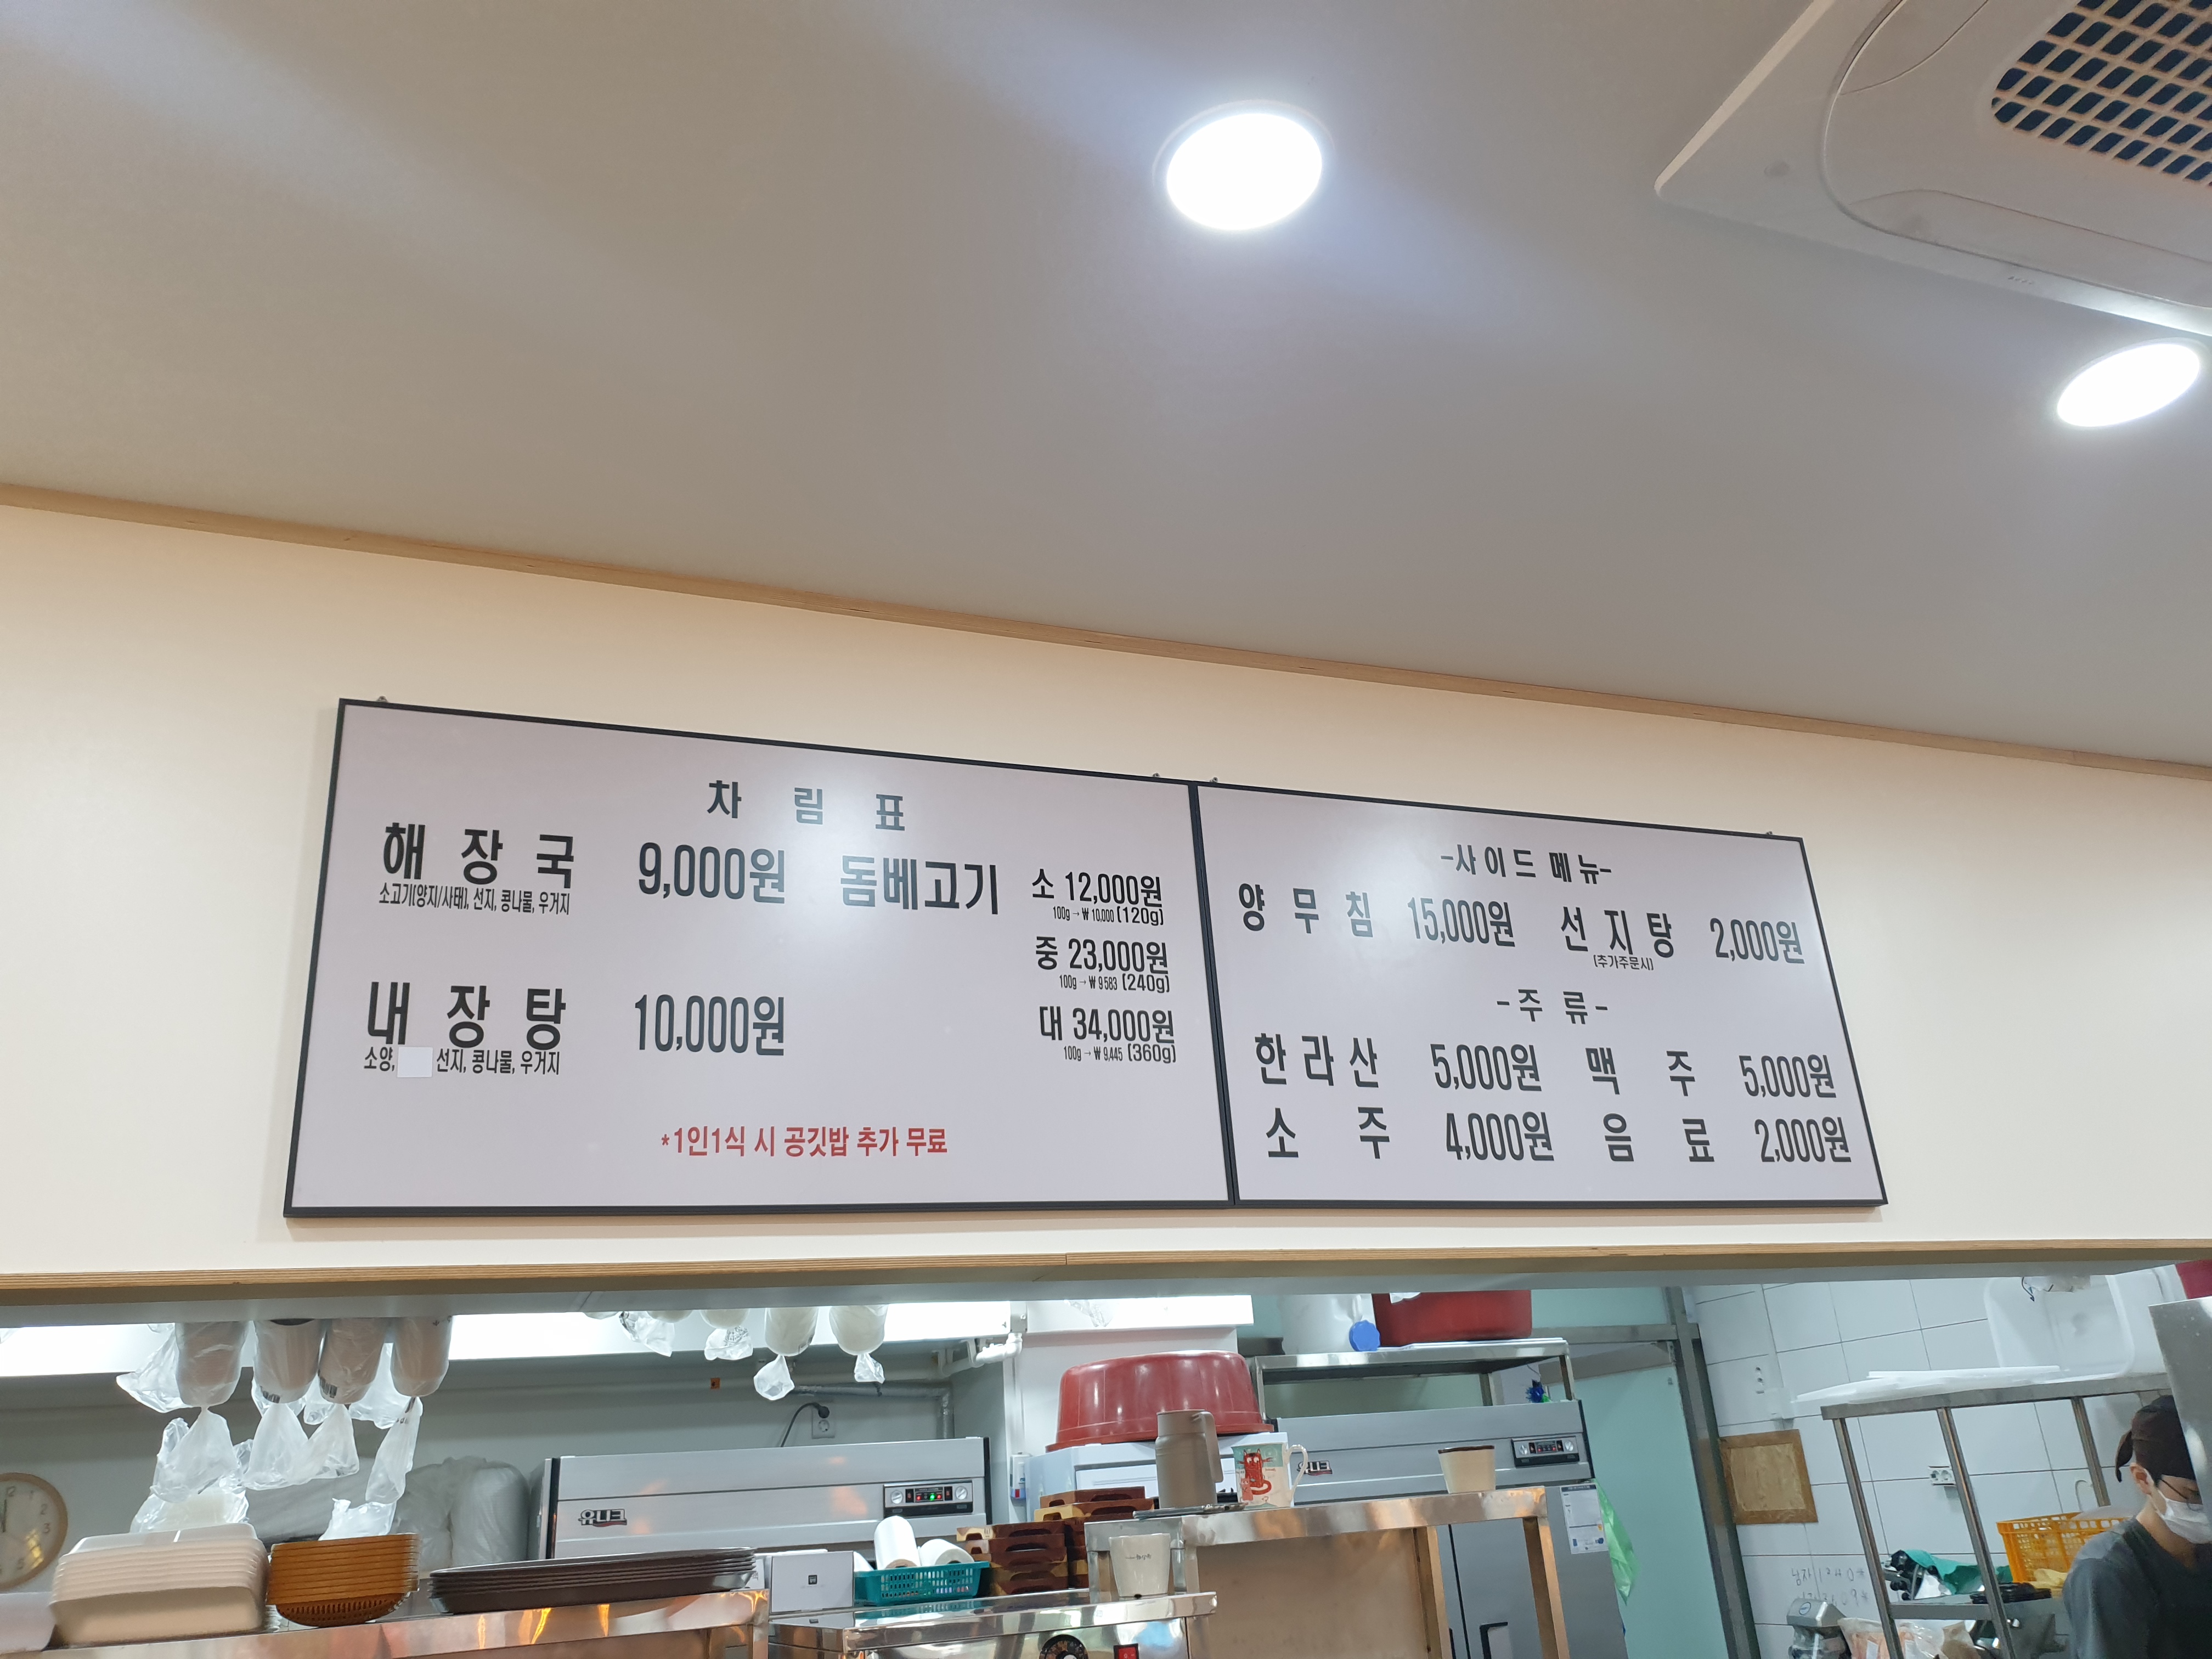 차 림 표
해 장 국 9,000원
소고기(양지/사태), 선지, 콩나물, 우거지
내 장 탕 10,000원
소양, 선지, 콩나물, 우거지
돔베고기 소 12,000원
100g→₩10,000 (120g)
중 23,000원
100g→₩9583 (240g)
대 34,000원
100g→₩9,445 (360g)
*1인1식 시 공깃밥 추가 무료
-사이드 메뉴-
양 무 침 15,000원 선 지 탕 2,000원
(추가주문시)
-주 류-
한 라 산 5,000원 맥 주 5,000원
소 주 4,000원 음 료 2,000원
유니크
유니크